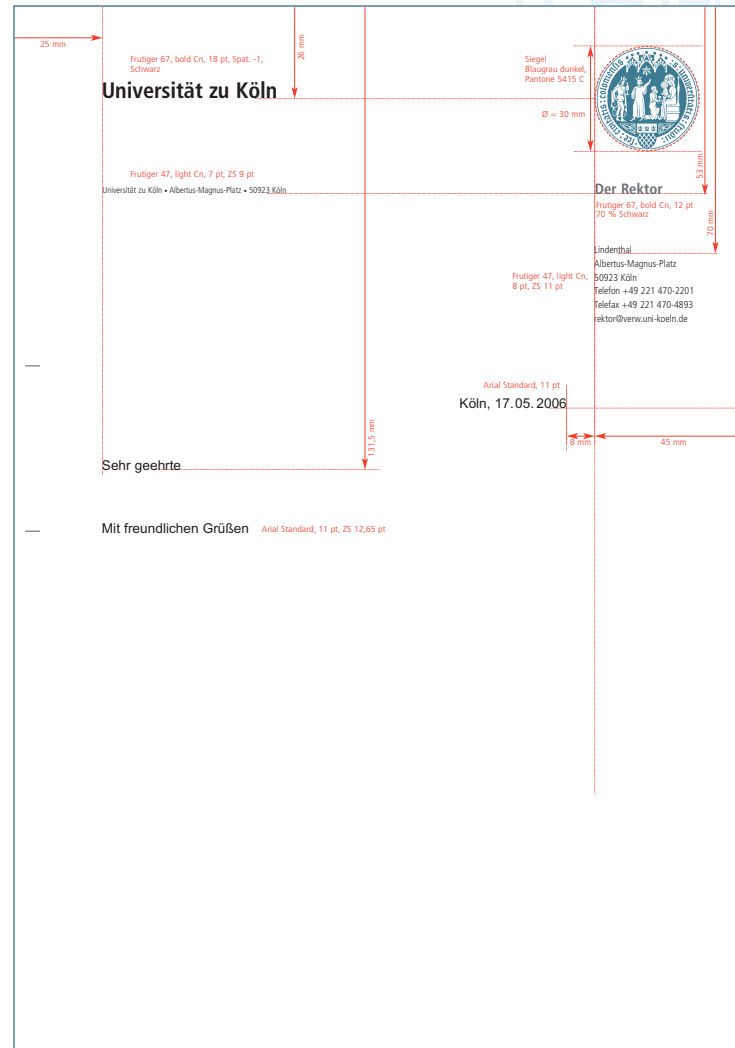 25 mm
26 mm
Frutiger 67, bold Cn, 18 pt, Spat. -1,
Schwarz
Universität zu Köln
Siegel
Blaugrau dunkel,
Pantone 5415 C
Ø = 30 mm
53 mm
70 mm
Frutiger 47, light Cn, 7 pt, ZS 9 pt
Universität zu Köln • Albertus-Magnus-Platz • 50923 Köln
Der Rektor
Frutiger 67, bold Cn, 12 pt
70 % Schwarz
Lindenthal
Albertus-Magnus-Platz
50923 Köln
Telefon +49 221 470-2201
Telefax +49 221 470-4893
rektor@verw.uni-koeln.de
Frutiger 47, light Cn,
8 pt, ZS 11 pt
Arial Standard, 11 pt
Köln, 17.05.2006
8 mm
45 mm
131,5 mm
Sehr geehrte
Mit freundlichen Grüßen
Arial Standard, 11 pt, ZS 12,65 pt